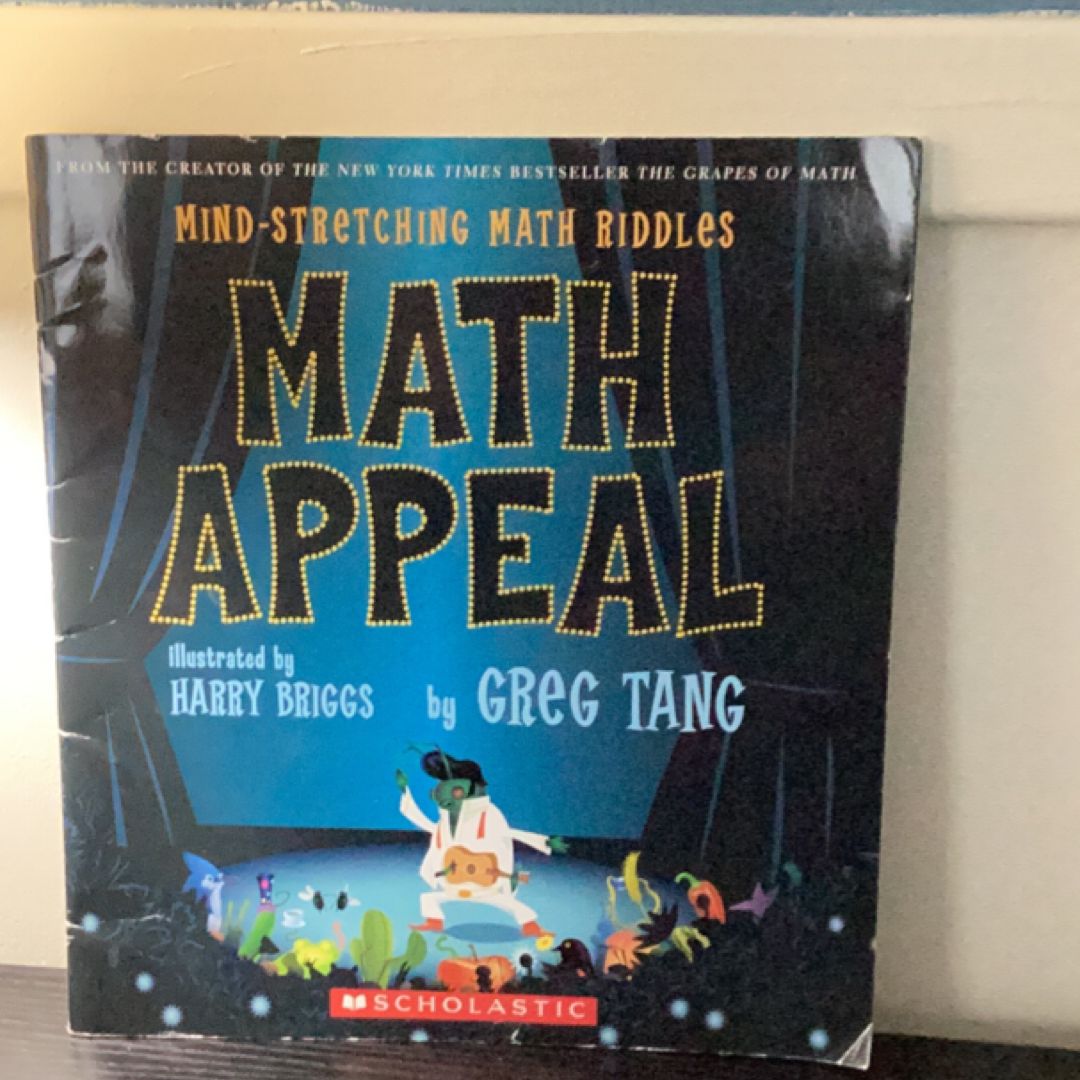 FROM THE CREATOR OF THE NEW YORK TIMES BESTSELLER THE GRAPES OF MATH
MIND-STRETCHING MATH RIDDLES
MATH
APPEAL
illustrated by
HARRY BRIGGS
by GREG TANG
SCHOLASTIC